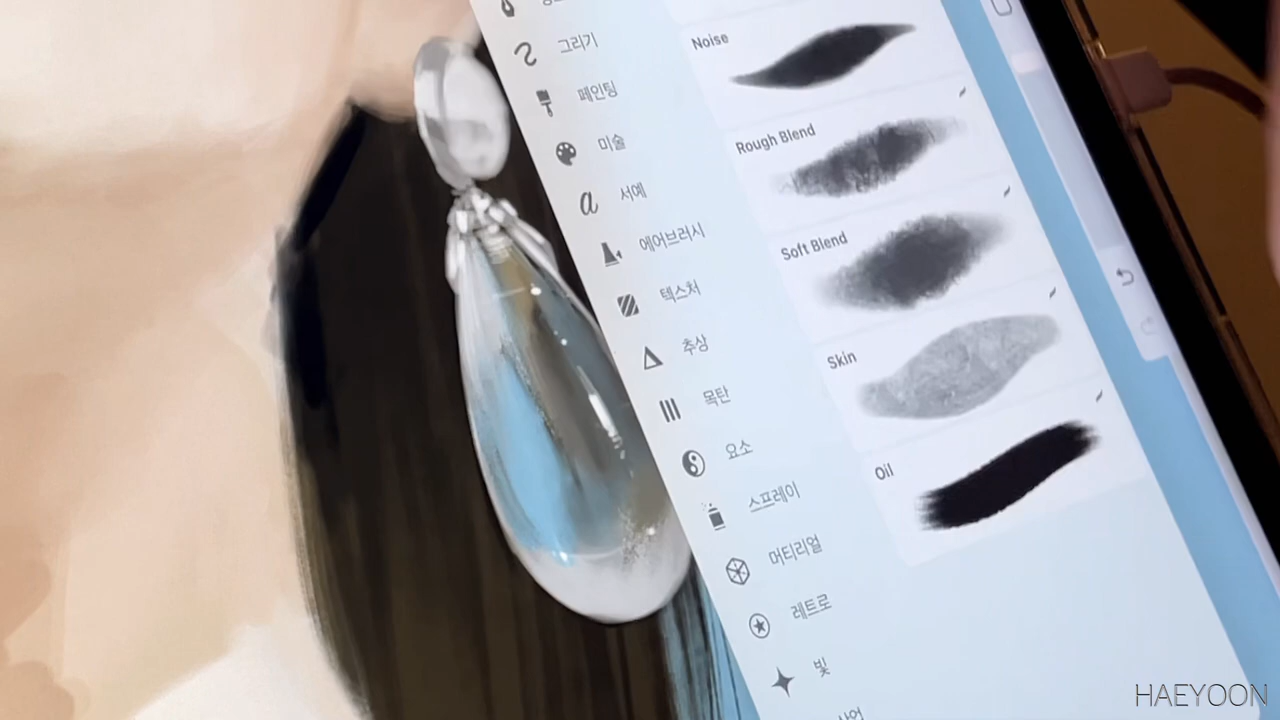 그리기
페인팅
미술
서예
에어브러시
텍스처
추상
목탄
요소
스프레이
머티리얼
레트로
빛
산업
Noise
Rough Blend
Soft Blend
Skin
Oil
HAEYOON